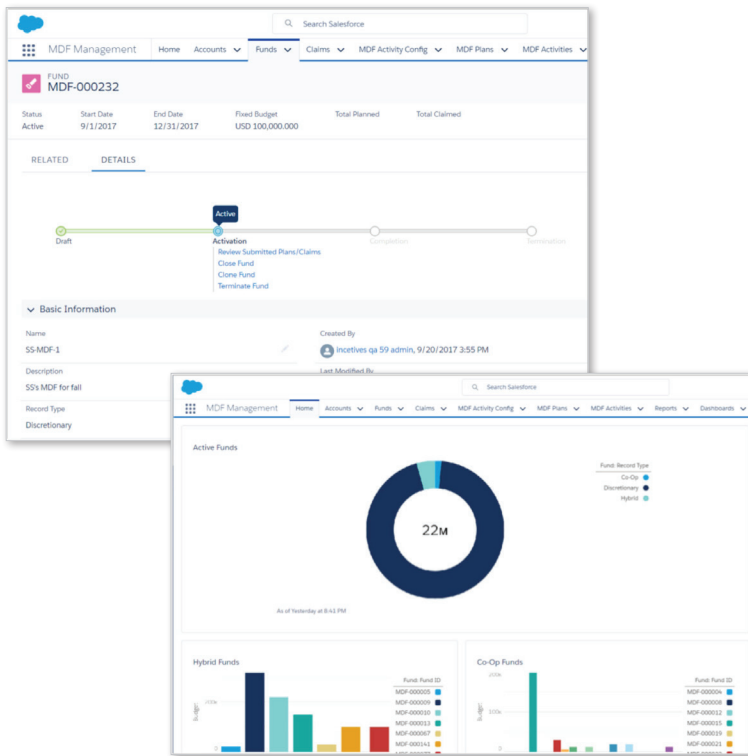 Search Salesforce
MDF Management Home Accounts Funds Claims MDF Activity Config MDF Plans MDF Activities
FUND
MDF-000232
Status Start Date End Date Fixed Budget Total Planned Total Claimed
Active 9/1/2017 12/31/2017 USD 100,000.000
RELATED DETAILS
Active
Draft Activation Completion Termination
Review Submitted Plans/Claims
Close Fund
Clone Fund
Terminate Fund
Basic Information
Name Created By
SS-MDF-1 incetives qa 59 admin, 9/20/2017 3:55 PM
Description Last Modified By
SS's MDF for fall
Record Type
Discretionary
Search Salesforce
MDF Management Home Accounts Funds Claims MDF Activity Config MDF Plans MDF Activities Reports Dashboards
Active Funds
Fund: Record Type
Co-Op
Discretionary
Hybrid
22M
As of Yesterday at 8:43 PM
Hybrid Funds
Fund: Fund ID
MDF-000005
MDF-000009
MDF-000010
MDF-000013
MDF-000067
MDF-000141
Budget
0
Co-Op Funds
Fund: Fund ID
MDF-000004
MDF-000008
MDF-000012
MDF-000015
MDF-000019
MDF-000021
Budget
0